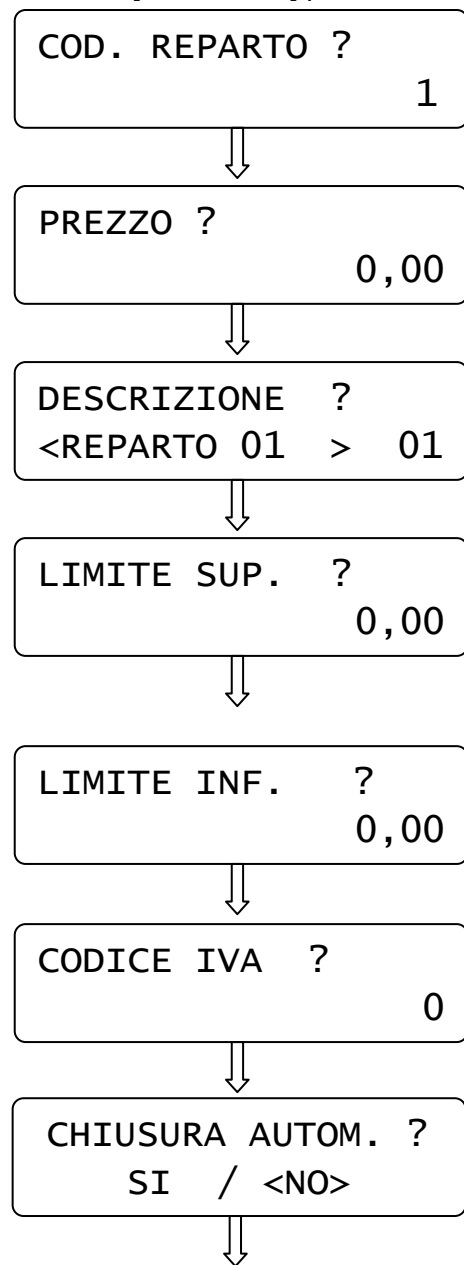 COD. REPARTO ?
1
PREZZO ?
0,00
DESCRIZIONE ?
<REPARTO 01 > 01
LIMITE SUP. ?
0,00
LIMITE INF. ?
0,00
CODICE IVA ?
0
CHIUSURA AUTOM. ?
SI / <NO>